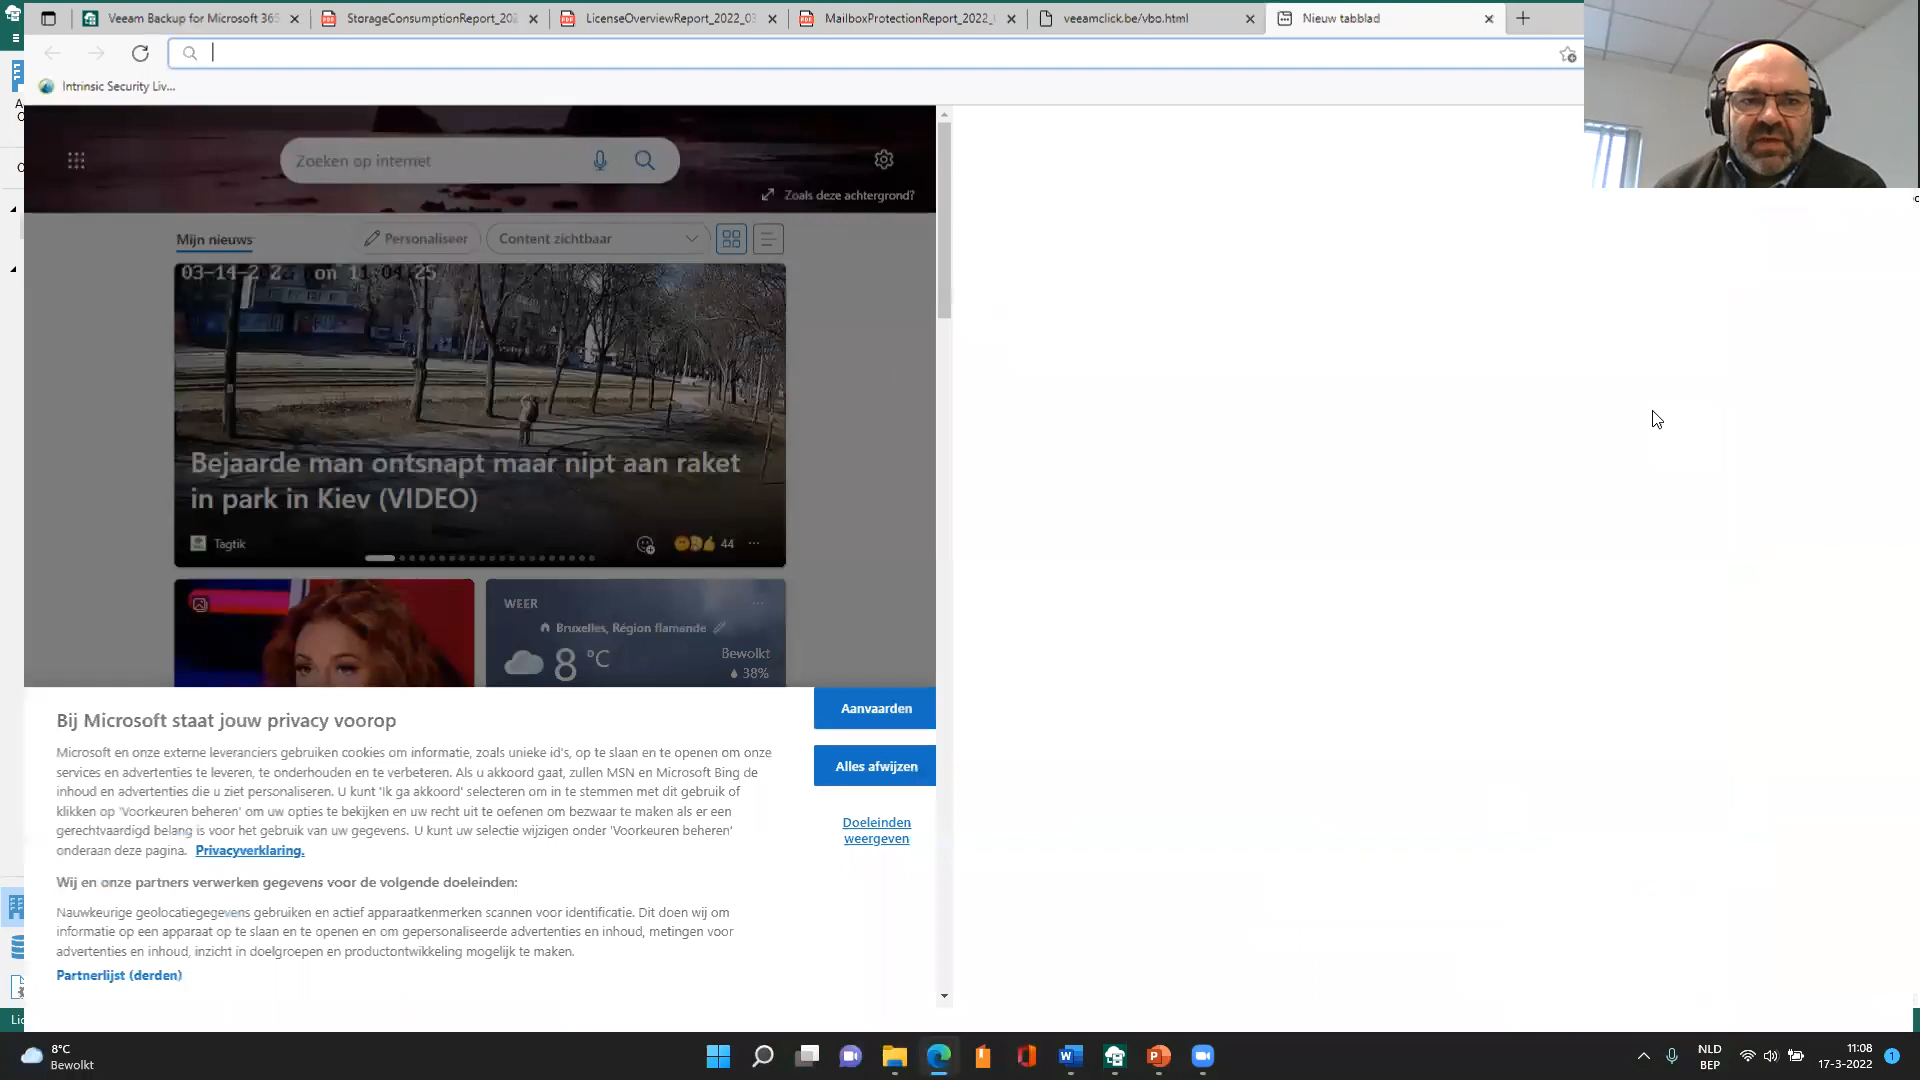 Veeam Backup for Microsoft 365
StorageConsumptionReport_202
LicenseOverviewReport_2022_03
MailboxProtectionReport_2022_
veeamclick.be/vbo.html
Nieuw tabblad
Intrinsic Security Liv...
Zoeken op internet
Zoals deze achtergrond?
Mijn nieuws
Personaliseer
Content zichtbaar
on 11:04:25
Bejaarde man ontsnapt maar nipt aan raket
in park in Kiev (VIDEO)
Tagtik
44
WEER
Bruxelles, Région flamande
8 °C
Bewolkt
38%
Bij Microsoft staat jouw privacy voorop
Microsoft en onze externe leveranciers gebruiken cookies om informatie, zoals unieke id's, op te slaan en te openen om onze
services en advertenties te leveren, te onderhouden en te verbeteren. Als u akkoord gaat, zullen MSN en Microsoft Bing de
inhoud en advertenties die u ziet personaliseren. U kunt 'Ik ga akkoord' selecteren om in te stemmen met dit gebruik of
klikken op 'Voorkeuren beheren' om uw opties te bekijken en uw recht uit te oefenen om bezwaar te maken als er een
gerechtvaardigd belang is voor het gebruik van uw gegevens. U kunt uw selectie wijzigen onder 'Voorkeuren beheren'
onderaan deze pagina. Privacyverklaring.
Wij en onze partners verwerken gegevens voor de volgende doeleinden:
Nauwkeurige geolocatiegegevens gebruiken en actief apparaatkenmerken scannen voor identificatie. Dit doen wij om
informatie op een apparaat op te slaan en te openen en om gepersonaliseerde advertenties en inhoud, metingen voor
advertenties en inhoud, inzicht in doelgroepen en productontwikkeling mogelijk te maken.
Partnerlijst (derden)
Aanvaarden
Alles afwijzen
Doeleinden
weergeven
8°C
Bewolkt
NLD
BEP
11:08
17-3-2022
1